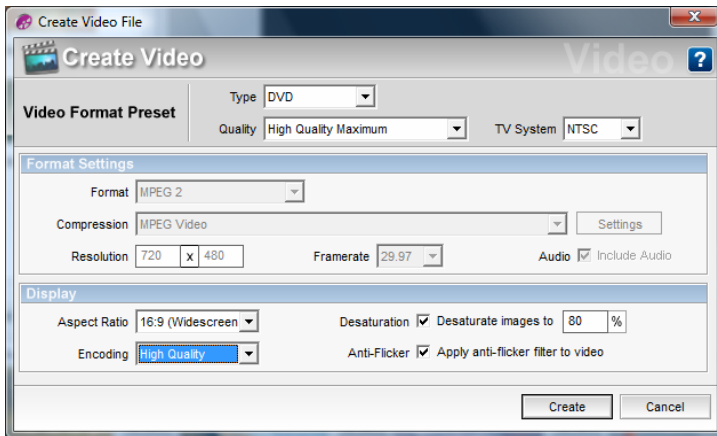 Create Video File
x
Create Video
Video
?
Video Format Preset
Type DVD
Quality High Quality Maximum TV System NTSC
Format Settings
Format MPEG 2
Compression MPEG Video Settings
Resolution 720 x 480 Framerate 29.97 Audio Include Audio
Display
Aspect Ratio 16:9 (Widescreen Desaturation Desaturate images to 80 %
Encoding High Quality Anti-Flicker Apply anti-flicker filter to video
Create Cancel